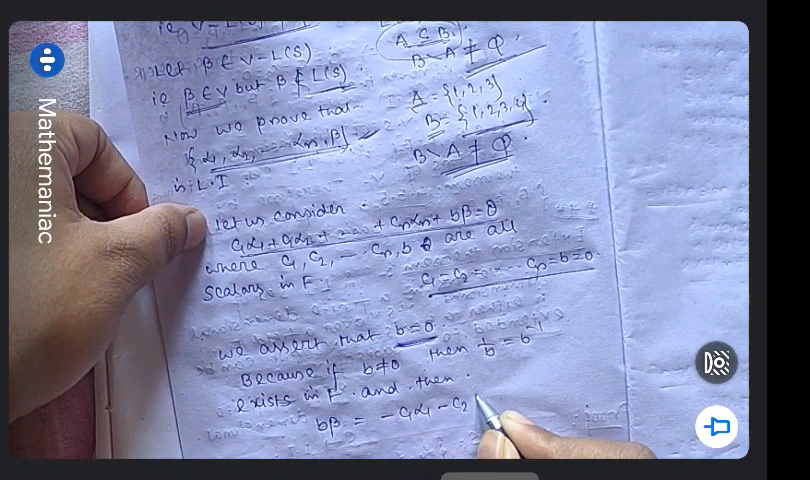 ie V - L(S) ≠ φ
A ⊆ B.
B \ A ≠ φ.
Let β ∈ V - L(S)
ie β ∈ V but β ∉ L(S).
A = {1,2,3}
B = {1,2,3,4}.
B \ A ≠ φ.
Now we prove that
{α₁, α₂, --- αₙ, β}
is L.I
Let us consider
c₁α₁ + c₂α₂ + --- + cₙαₙ + bβ = θ
where c₁, c₂, --- cₙ, b are all
scalars in F.
c₁ = c₂ = ... cₙ = b = 0.
we assert that b = 0
Because if b ≠ 0 then 1/b = b⁻¹
exists in F. and then.
bβ = - c₁α₁ - c₂
Mathemaniac